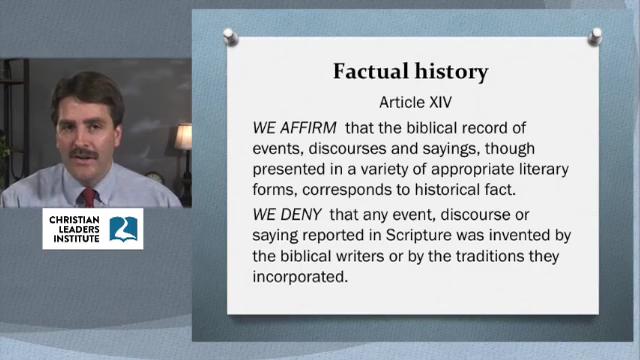 Factual history
Article XIV
WE AFFIRM that the biblical record of
events, discourses and sayings, though
presented in a variety of appropriate literary
forms, corresponds to historical fact.
WE DENY that any event, discourse or
saying reported in Scripture was invented by
the biblical writers or by the traditions they
incorporated.
CHRISTIAN
LEADERS
INSTITUTE